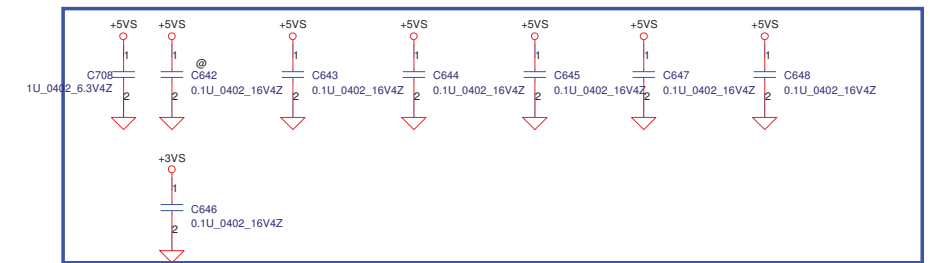 +5VS +5VS +5VS +5VS +5VS +5VS +5VS
1 1 1 1 1 1 1
@
C708 C642 C643 C644 C645 C647 C648
1U_0402_6.3V4Z 0.1U_0402_16V4Z 0.1U_0402_16V4Z 0.1U_0402_16V4Z 0.1U_0402_16V4Z 0.1U_0402_16V4Z 0.1U_0402_16V4Z
2 2 2 2 2 2 2
+3VS
1
C646
0.1U_0402_16V4Z
2